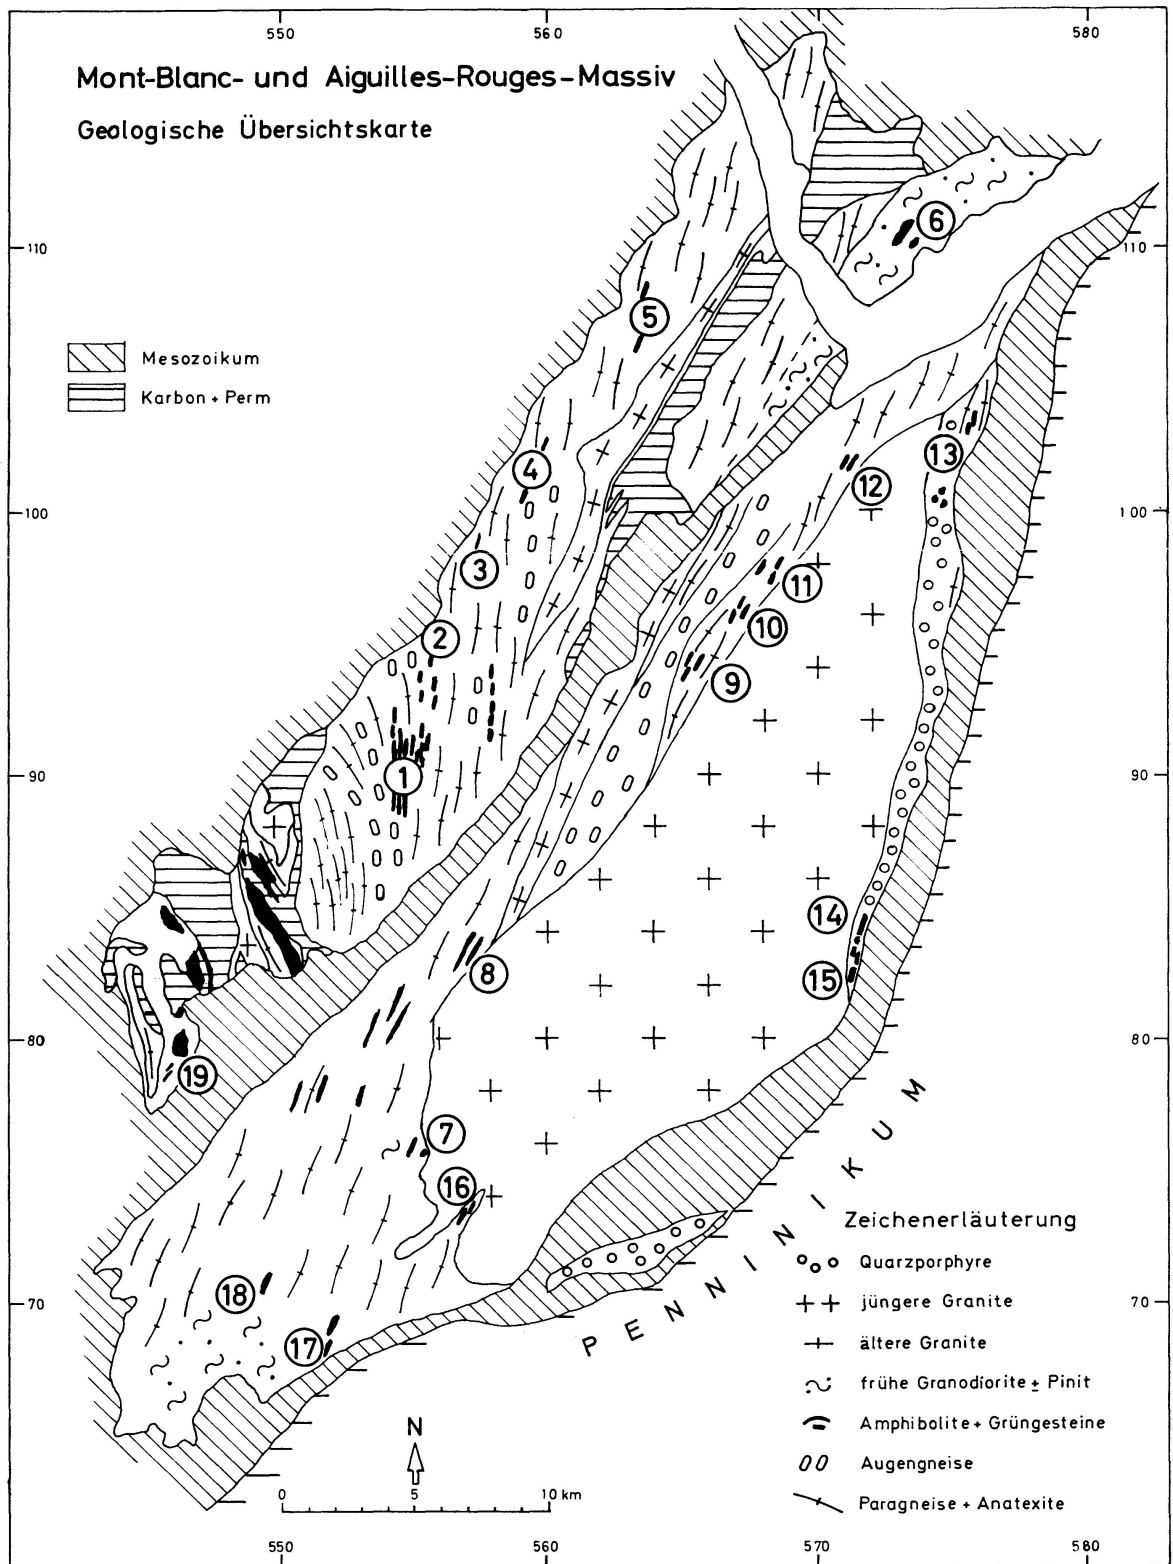 550 560 570 580
Mont-Blanc- und Aiguilles-Rouges-Massiv
Geologische Übersichtskarte
6
110 110
5
Mesozoikum
Karbon + Perm
4 13
12
100 100
3
11
2
10
9
1
90 90
14
8 15
80 80
19
7
16
PENNINIKUM
Zeichenerläuterung
Quarzporphyre
18
70 jüngere Granite 70
17
ältere Granite
frühe Granodiorite ± Pinit
N
Amphibolite + Grüngesteine
Augengneise
0 5 10 km
Paragneise + Anatexite
550 560 570 580